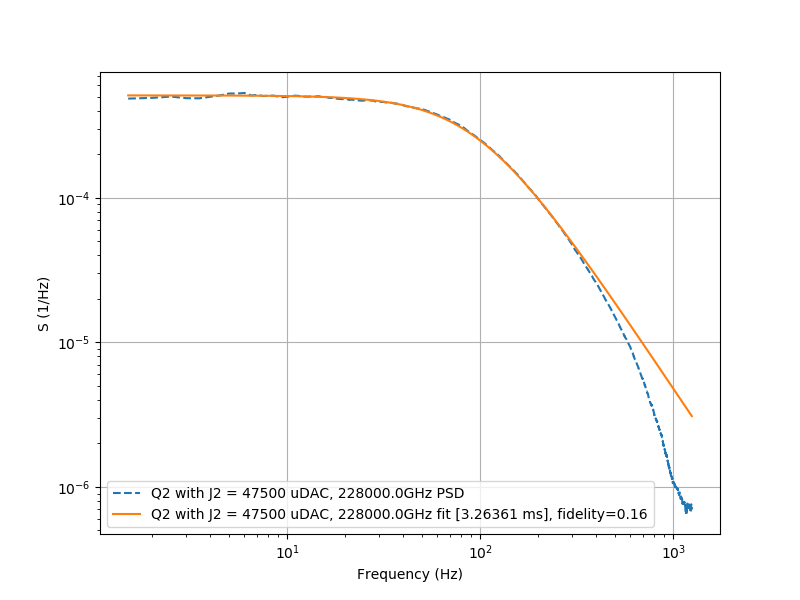 S (1/Hz)
10⁻⁴
10⁻⁵
10⁻⁶
Q2 with J2 = 47500 uDAC, 228000.0GHz PSD
Q2 with J2 = 47500 uDAC, 228000.0GHz fit [3.26361 ms], fidelity=0.16
10¹ 10² 10³
Frequency (Hz)